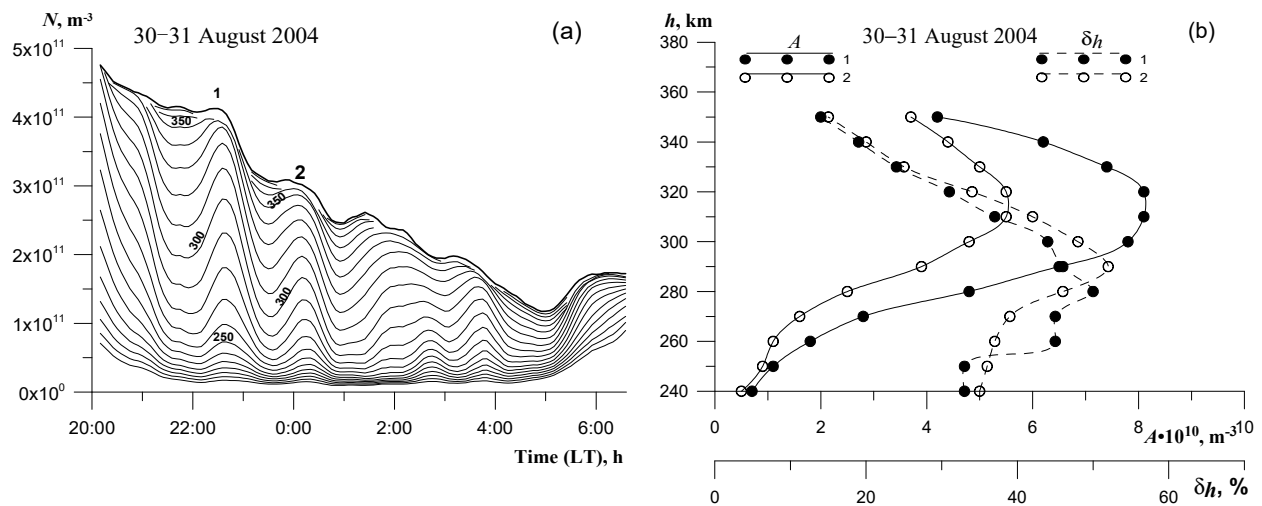 N, m⁻³
30−31 August 2004
(a)
5x10¹¹
4x10¹¹
3x10¹¹
2x10¹¹
1x10¹¹
0x10⁰
1
350
2
350
300
300
250
20:00
22:00
0:00
2:00
4:00
6:00
Time (LT), h
h, km
30–31 August 2004
(b)
A
1
2
δh
1
2
380
360
340
320
300
280
260
240
0
2
4
6
8
10
A•10¹⁰, m⁻³
0
20
40
60
δh, %